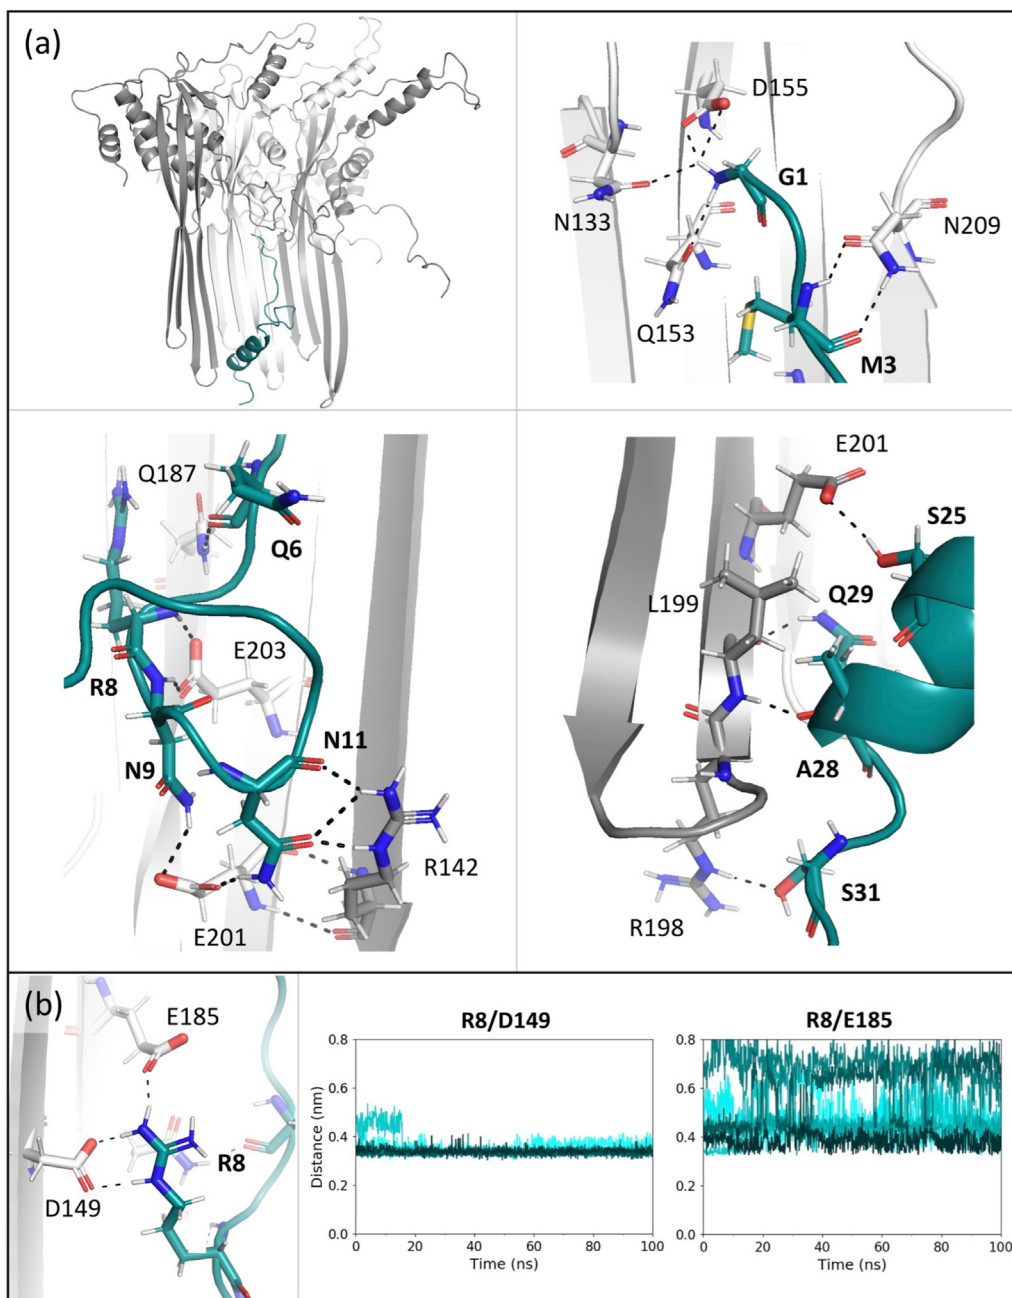 (a)
D155
G1
N133
N209
Q153
M3
Q187
Q6
E203
R8
N11
N9
R142
E201
E201
S25
Q29
L199
A28
S31
R198
(b)
E185
R8
D149
R8/D149
0.8
0.6
0.4
0.2
0.0
Distance (nm)
0 20 40 60 80 100
Time (ns)
R8/E185
0.8
0.6
0.4
0.2
0.0
0 20 40 60 80 100
Time (ns)